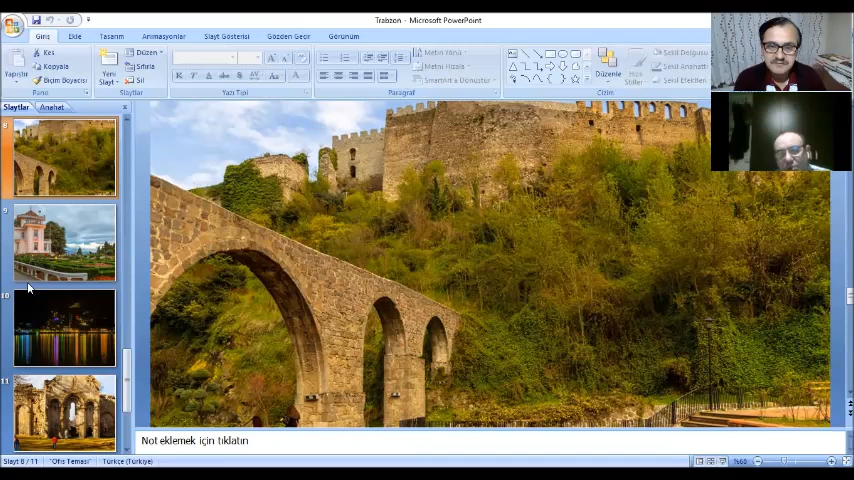 Trabzon - Microsoft PowerPoint
Giriş Ekle Tasarım Animasyonlar Slayt Gösterisi Gözden Geçir Görünüm
Yapıştır
Kes
Kopyala
Biçim Boyacısı
Pano
Yeni Slayt
Düzen
Sıfırla
Sil
Slaytlar
Yazı Tipi
Metin Yönü
Metni Hizala
SmartArt'a Dönüştür
Paragraf
Düzenle
Hızlı Stiller
Şekil Dolgusu
Şekil Anahattı
Şekil Efektleri
Çizim
Slaytlar Anahat
8
9
10
11
Not eklemek için tıklatın
Slayt 8 / 11 "Ofis Teması" Türkçe (Türkiye) %68